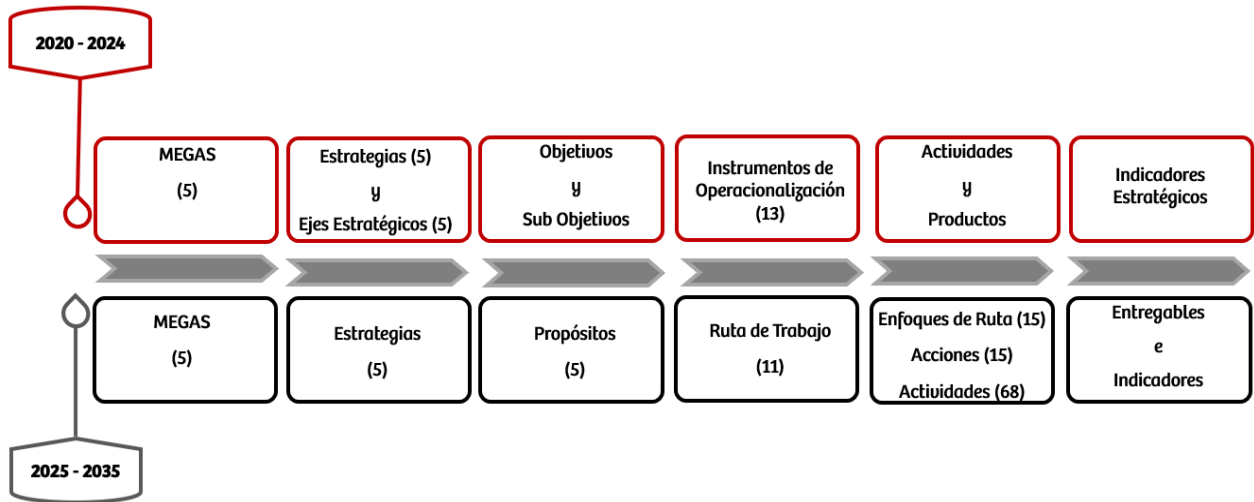 2020 - 2024
MEGAS
(5)
Estrategias (5)
y
Ejes Estratégicos (5)
Objetivos
y
Sub Objetivos
Instrumentos de
Operacionalización
(13)
Actividades
y
Productos
Indicadores
Estratégicos
MEGAS
(5)
Estrategias
(5)
Propósitos
(5)
Ruta de Trabajo
(11)
Enfoques de Ruta (15)
Acciones (15)
Actividades (68)
Entregables
e
Indicadores
2025 - 2035